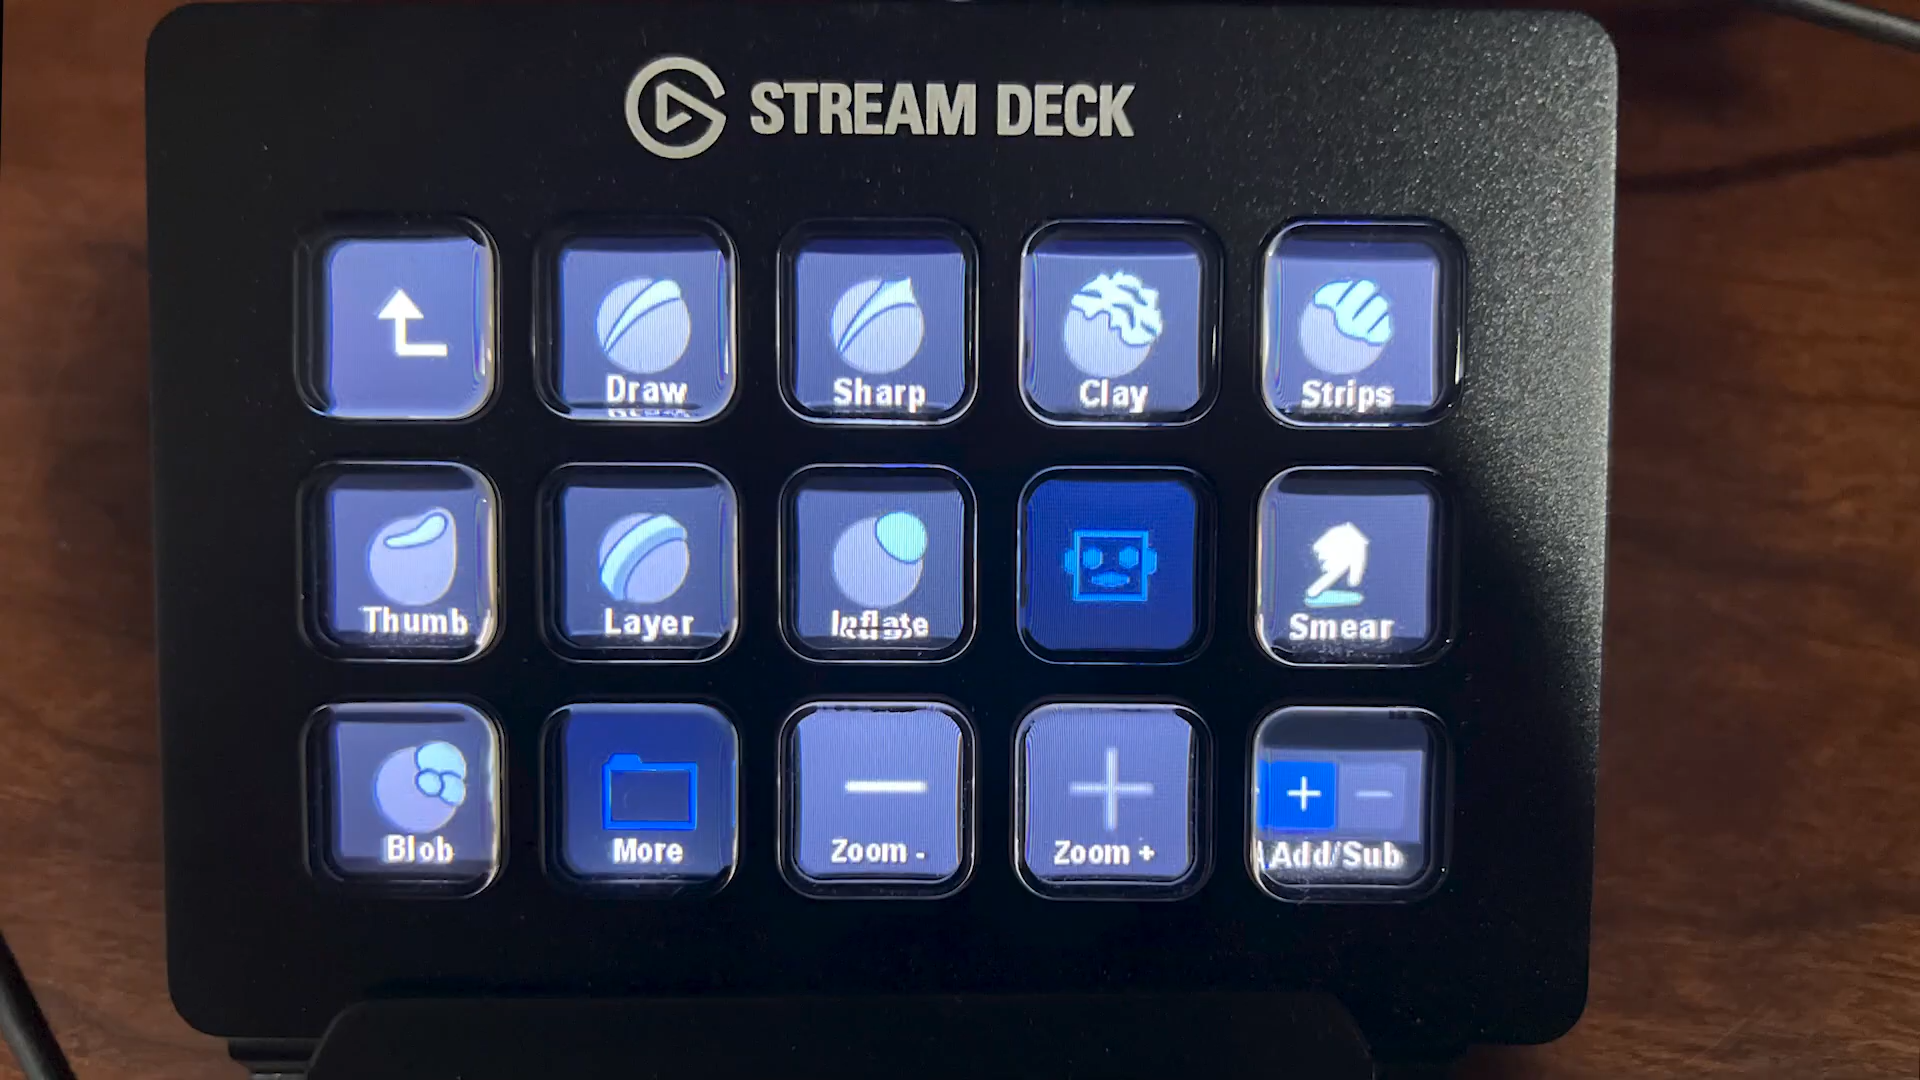 STREAM DECK
Draw
Sharp
Clay
Strips
Thumb
Layer
Inflate
Smear
Blob
More
Zoom -
Zoom +
Add/Sub